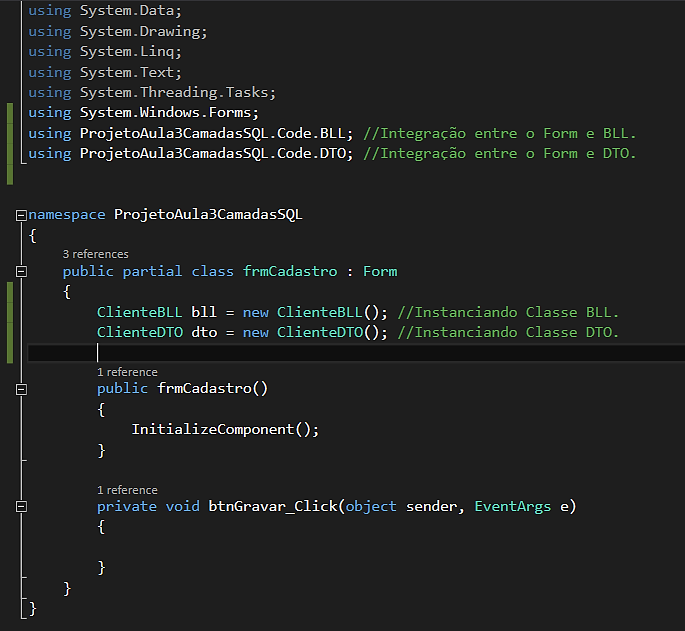 using System.Data;
using System.Drawing;
using System.Linq;
using System.Text;
using System.Threading.Tasks;
using System.Windows.Forms;
using ProjetoAula3CamadasSQL.Code.BLL; //Integração entre o Form e BLL.
using ProjetoAula3CamadasSQL.Code.DTO; //Integração entre o Form e DTO.
namespace ProjetoAula3CamadasSQL
{
3 references
public partial class frmCadastro : Form
{
ClienteBLL bll = new ClienteBLL(); //Instanciando Classe BLL.
ClienteDTO dto = new ClienteDTO(); //Instanciando Classe DTO.
1 reference
public frmCadastro()
{
InitializeComponent();
}
1 reference
private void btnGravar_Click(object sender, EventArgs e)
{
}
}
}